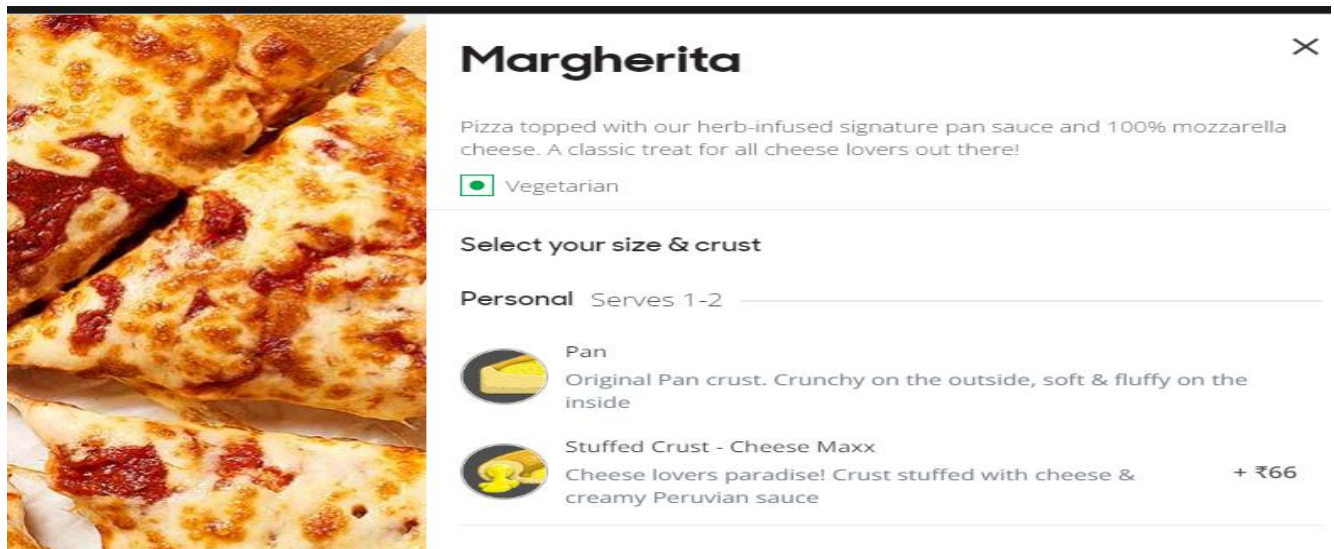 Margherita
Pizza topped with our herb-infused signature pan sauce and 100% mozzarella
cheese. A classic treat for all cheese lovers out there!
Vegetarian
Select your size & crust
Personal Serves 1-2
Pan
Original Pan crust. Crunchy on the outside, soft & fluffy on the
inside
Stuffed Crust - Cheese Maxx
Cheese lovers paradise! Crust stuffed with cheese &
creamy Peruvian sauce
+ ₹66